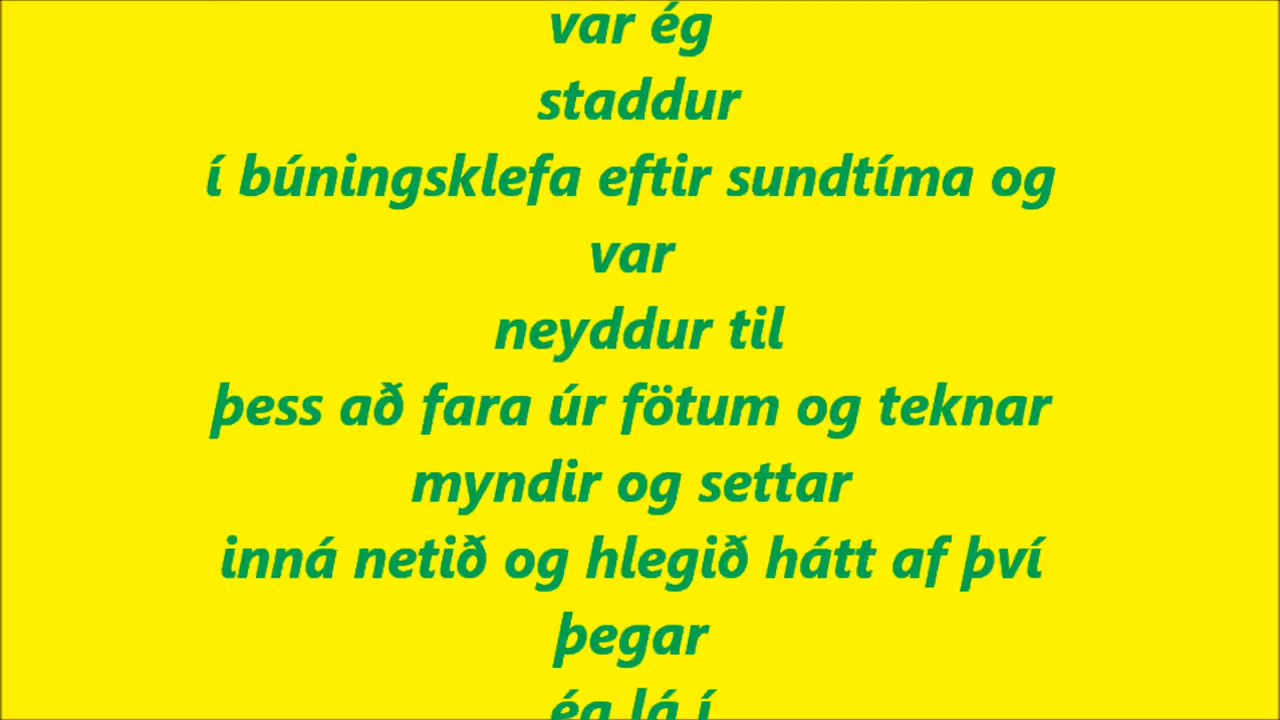 var ég
staddur
í búningsklefa eftir sundtíma og
var
neyddur til
þess að fara úr fötum og teknar
myndir og settar
inná netið og hlegið hátt af því
þegar
ég lá í